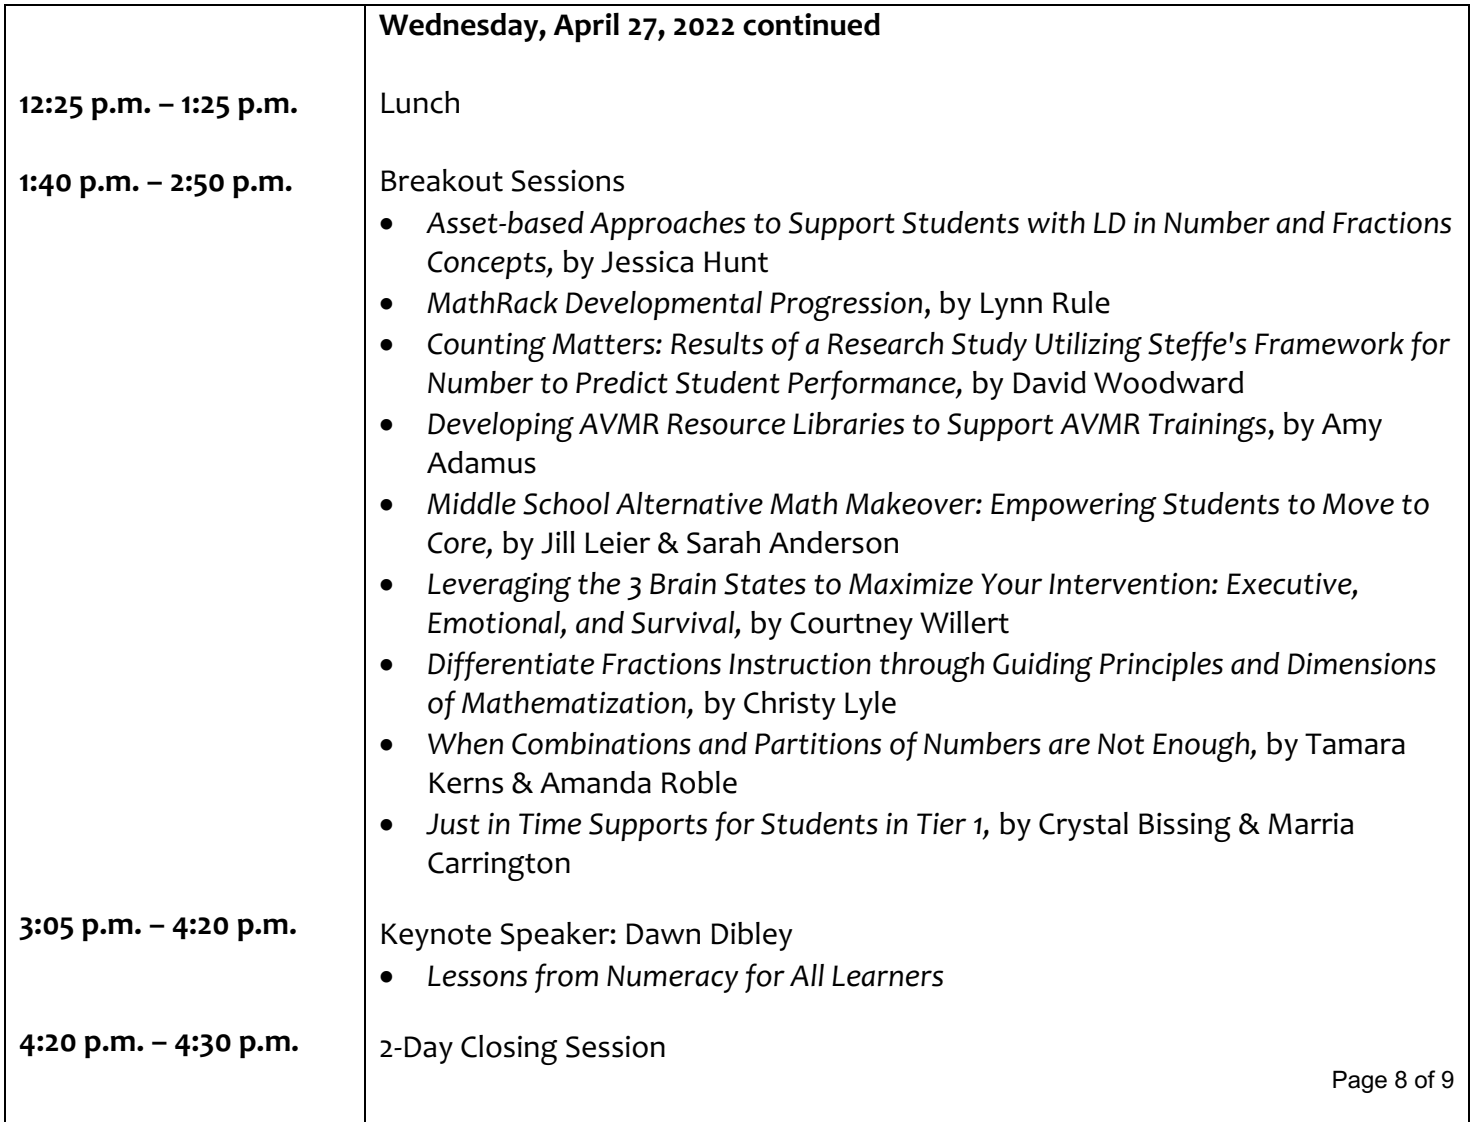 Wednesday, April 27, 2022 continued
12:25 p.m. – 1:25 p.m. Lunch
1:40 p.m. – 2:50 p.m. Breakout Sessions
• Asset-based Approaches to Support Students with LD in Number and Fractions
Concepts, by Jessica Hunt
• MathRack Developmental Progression, by Lynn Rule
• Counting Matters: Results of a Research Study Utilizing Steffe's Framework for
Number to Predict Student Performance, by David Woodward
• Developing AVMR Resource Libraries to Support AVMR Trainings, by Amy
Adamus
• Middle School Alternative Math Makeover: Empowering Students to Move to
Core, by Jill Leier & Sarah Anderson
• Leveraging the 3 Brain States to Maximize Your Intervention: Executive,
Emotional, and Survival, by Courtney Willert
• Differentiate Fractions Instruction through Guiding Principles and Dimensions
of Mathematization, by Christy Lyle
• When Combinations and Partitions of Numbers are Not Enough, by Tamara
Kerns & Amanda Roble
• Just in Time Supports for Students in Tier 1, by Crystal Bissing & Marria
Carrington
3:05 p.m. – 4:20 p.m. Keynote Speaker: Dawn Dibley
• Lessons from Numeracy for All Learners
4:20 p.m. – 4:30 p.m. 2-Day Closing Session
Page 8 of 9